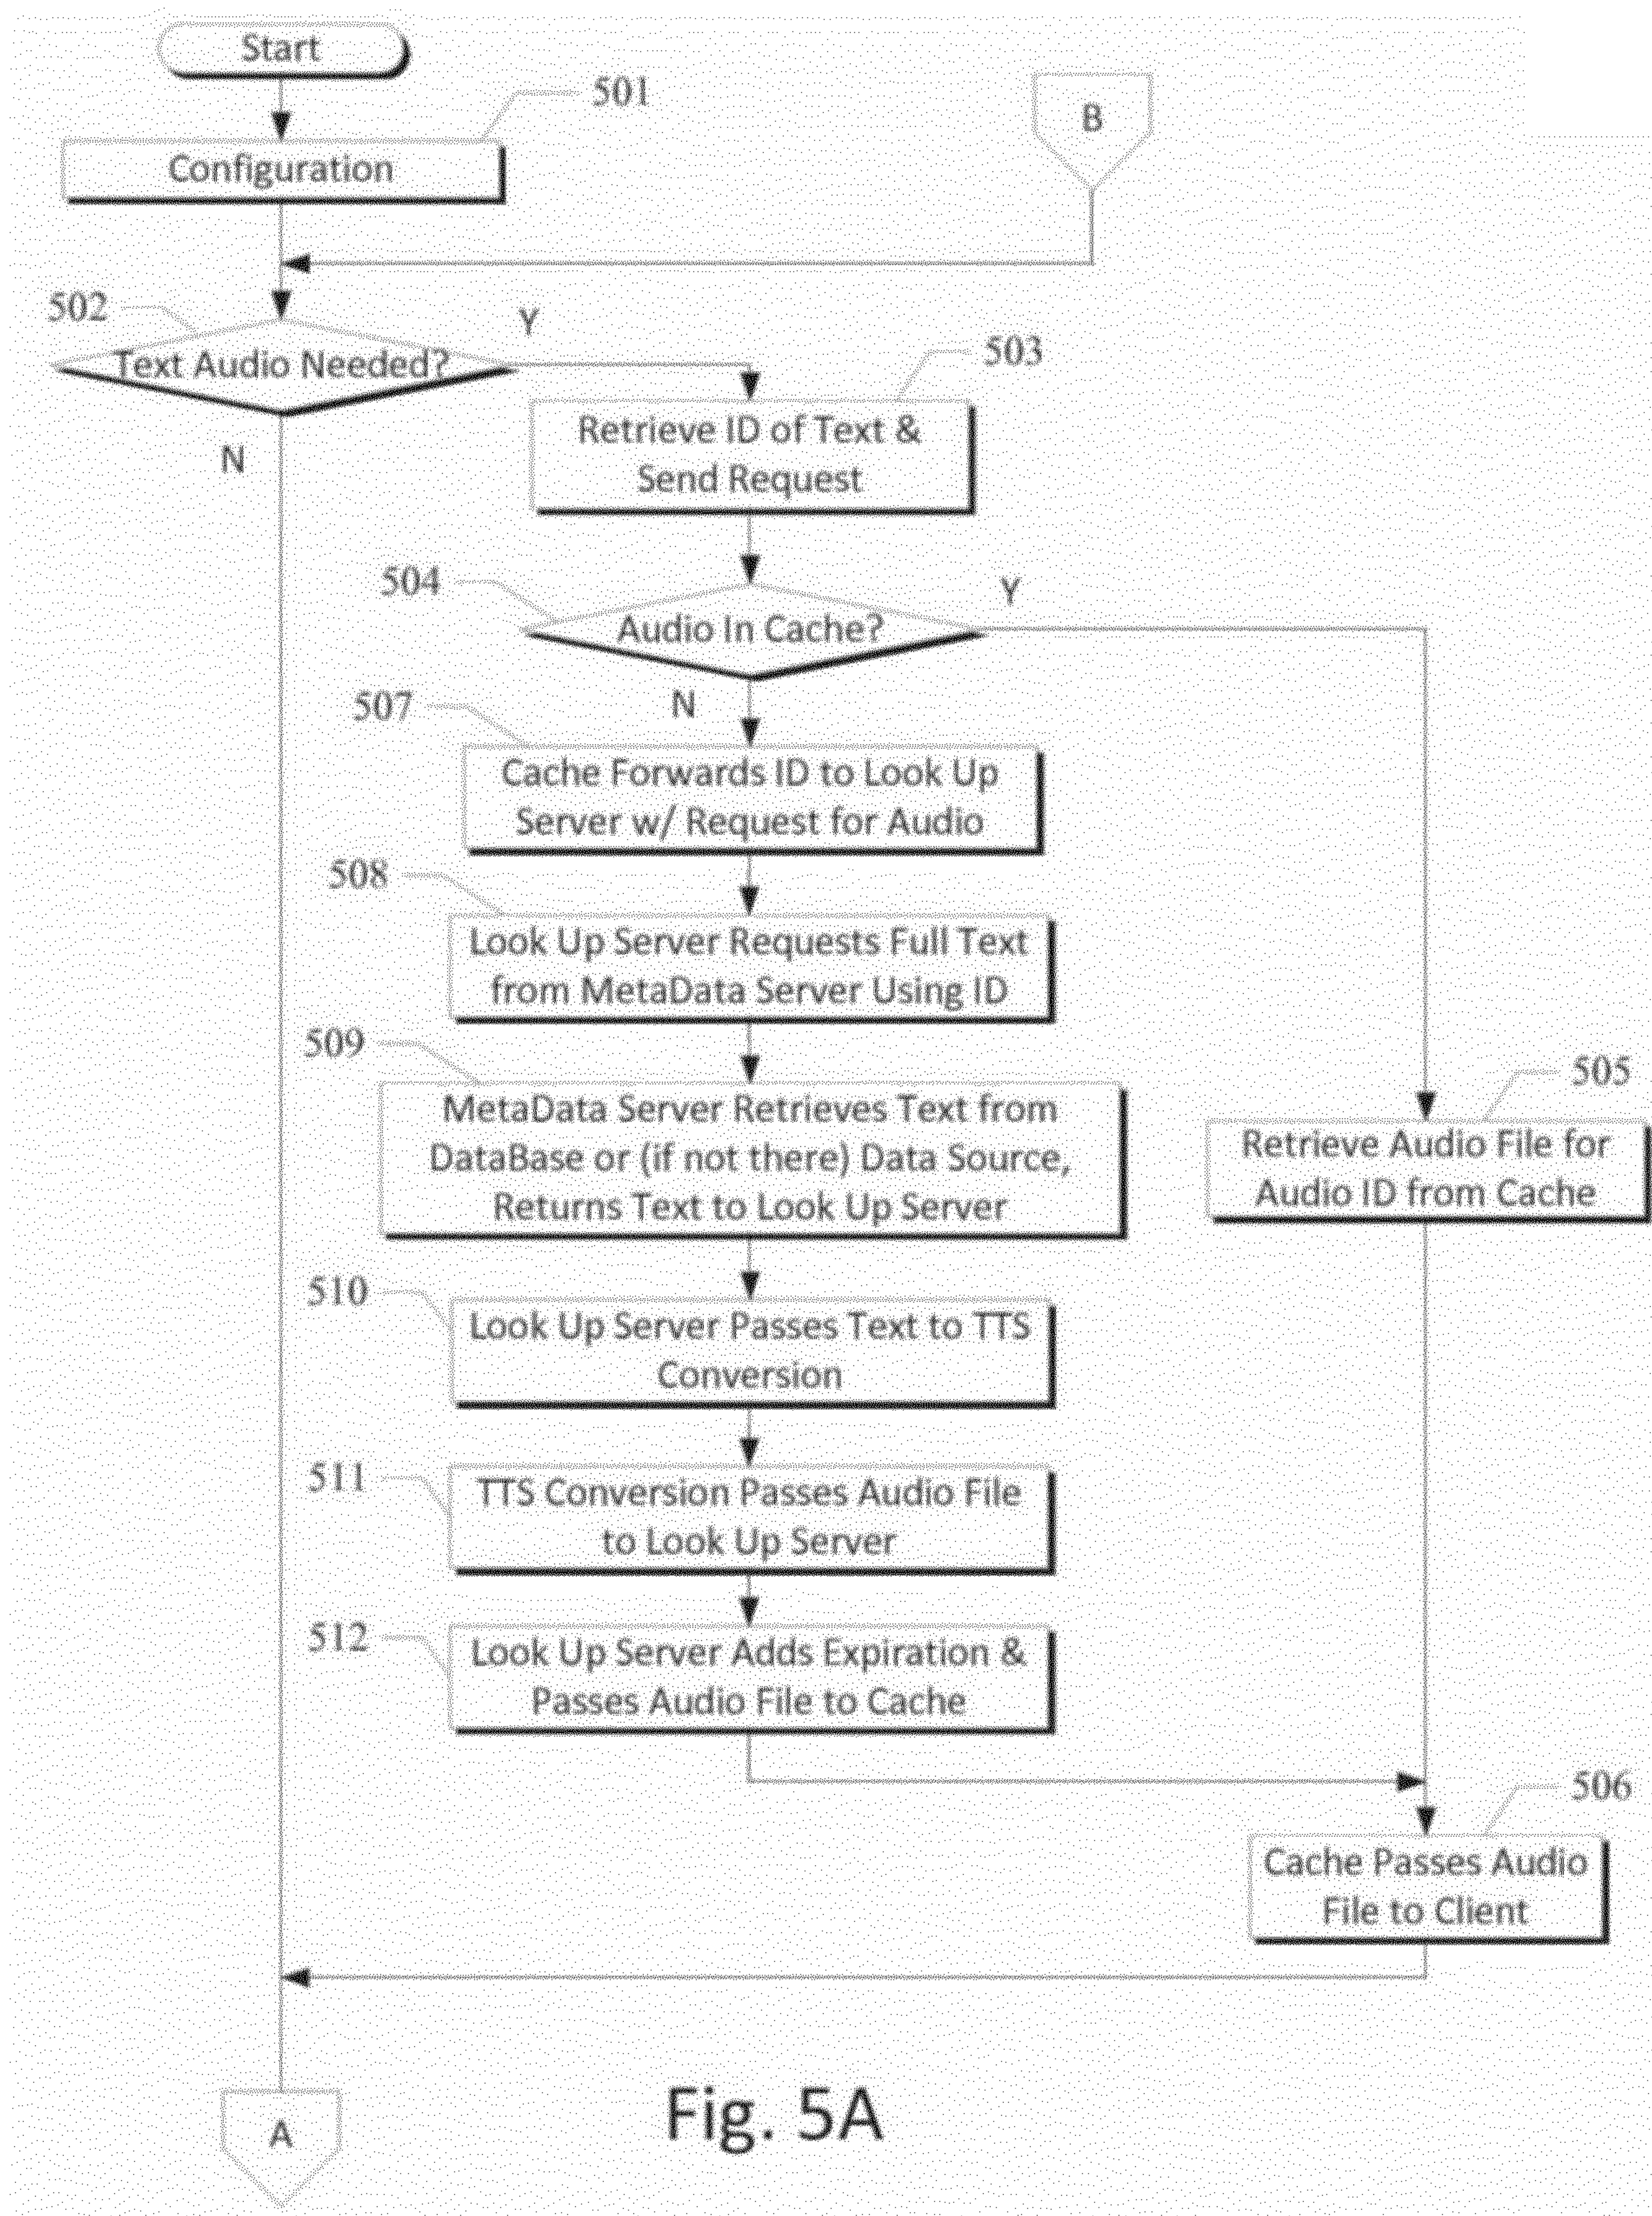 Start
501
B
Configuration
502
Y
Text Audio Needed?
503
N
Retrieve ID of Text &
Send Request
504
Y
Audio In Cache?
N
507
Cache Forwards ID to Look Up
Server w/ Request for Audio
508
Look Up Server Requests Full Text
from MetaData Server Using ID
509
MetaData Server Retrieves Text from
DataBase or (if not there) Data Source,
Returns Text to Look Up Server
505
Retrieve Audio File for
Audio ID from Cache
510
Look Up Server Passes Text to TTS
Conversion
511
TTS Conversion Passes Audio File
to Look Up Server
512
Look Up Server Adds Expiration &
Passes Audio File to Cache
506
Cache Passes Audio
File to Client
A
Fig. 5A